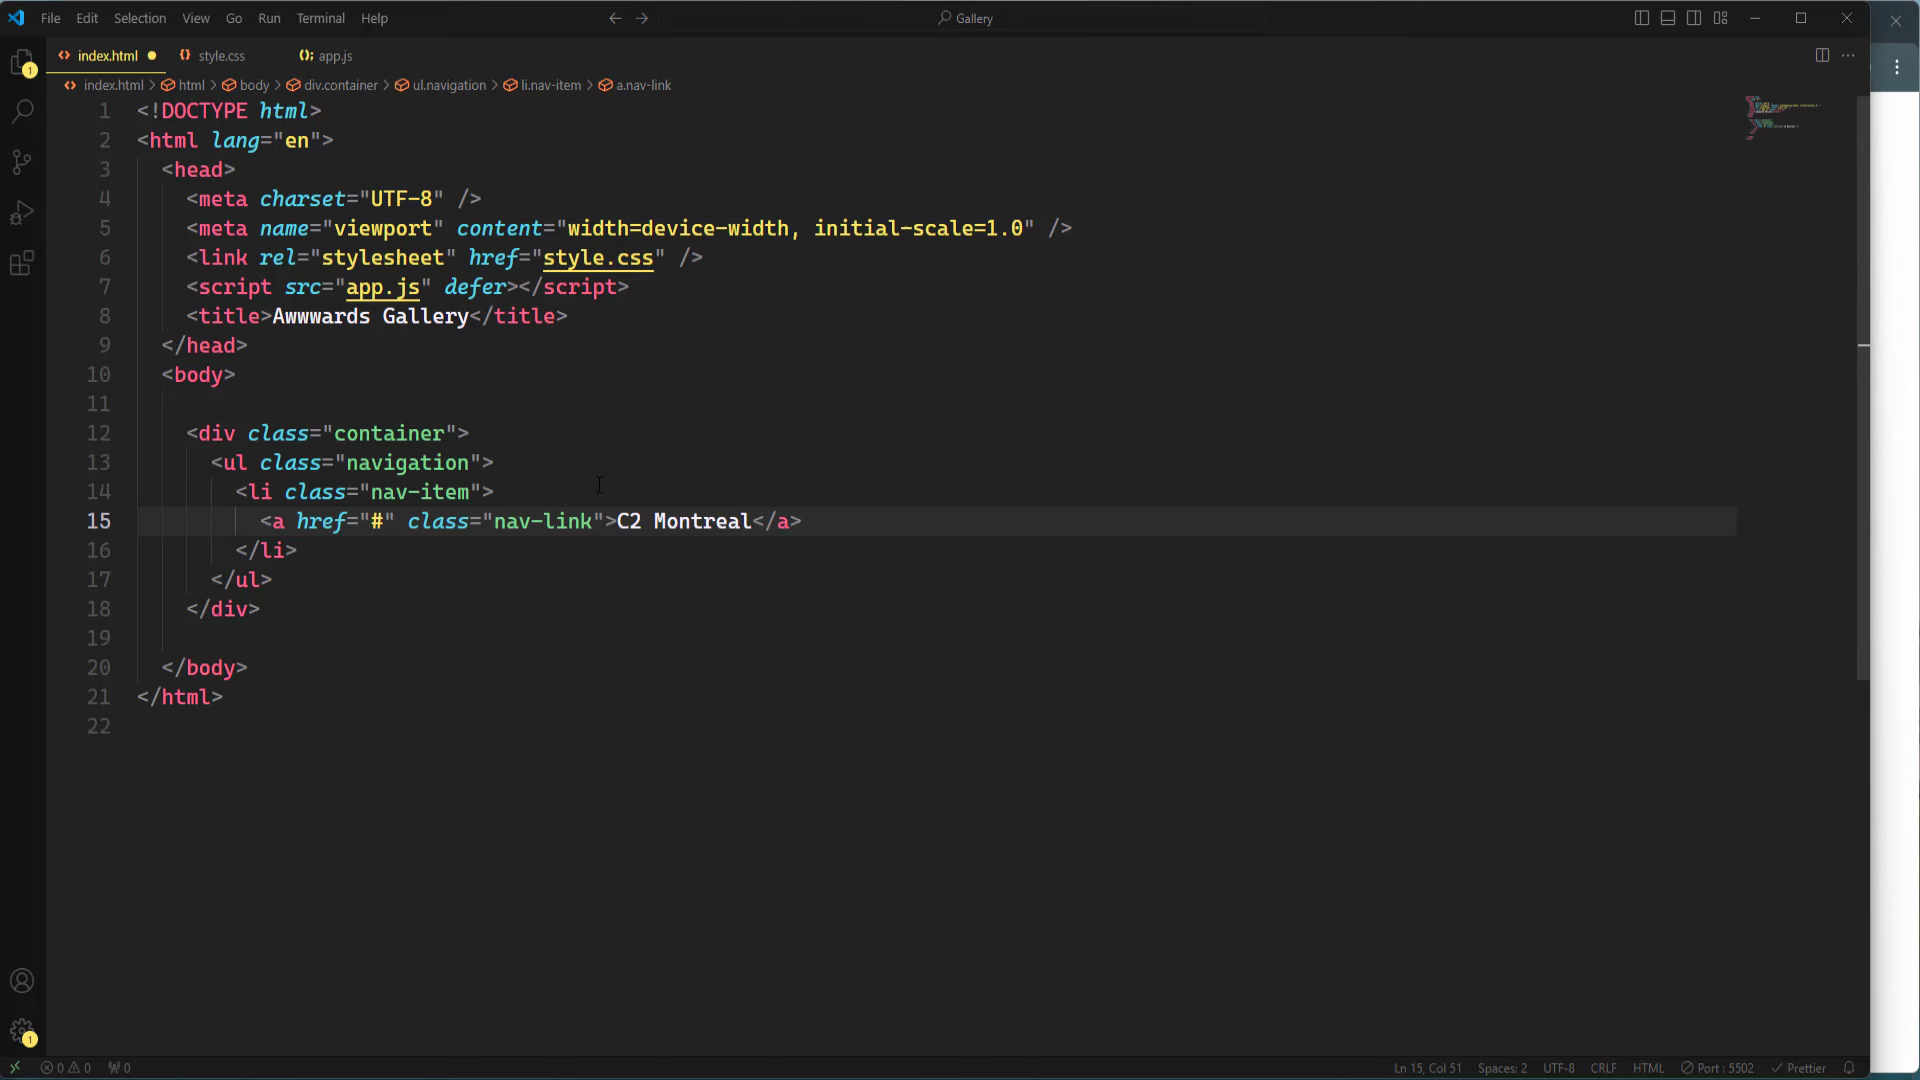 File Edit Selection View Go Run Terminal Help Gallery
index.html style.css app.js
index.html > html > body > div.container > ul.navigation > li.nav-item > a.nav-link
1 <!DOCTYPE html>
2 <html lang="en">
3 <head>
4 <meta charset="UTF-8" />
5 <meta name="viewport" content="width=device-width, initial-scale=1.0" />
6 <link rel="stylesheet" href="style.css" />
7 <script src="app.js" defer></script>
8 <title>Awwwards Gallery</title>
9 </head>
10 <body>
11
12 <div class="container">
13 <ul class="navigation">
14 <li class="nav-item">
15 <a href="#" class="nav-link">C2 Montreal</a>
16 </li>
17 </ul>
18 </div>
19
20 </body>
21 </html>
22
1
1
0 0 0 Ln 15, Col 51 Spaces: 2 UTF-8 CRLF HTML Port : 5502 Prettier